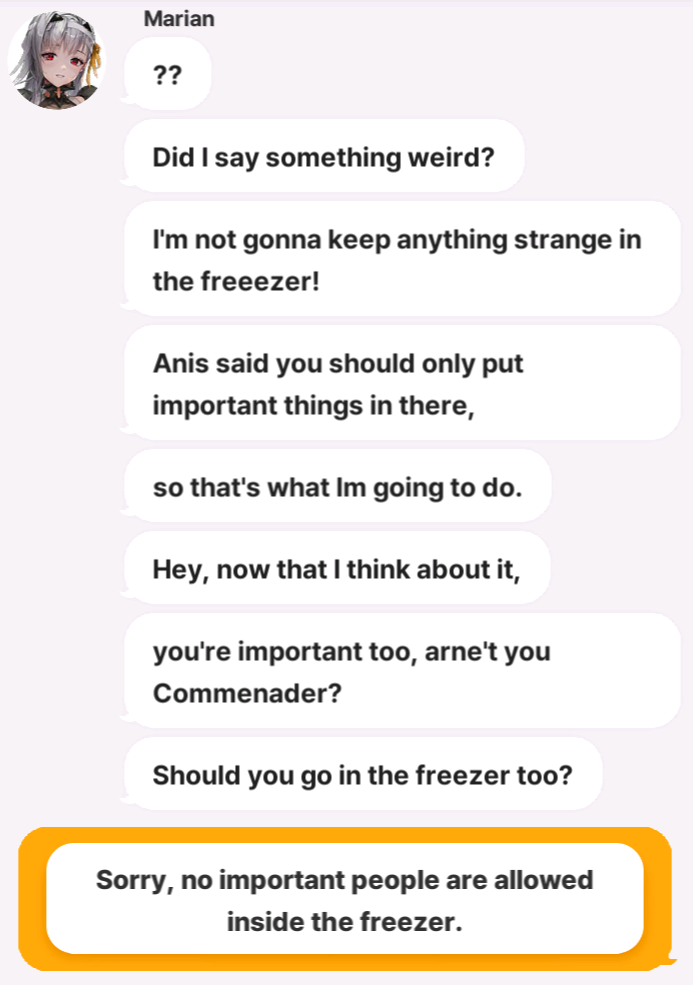 Marian
??
Did I say something weird?
I'm not gonna keep anything strange in
the freeezer!
Anis said you should only put
important things in there,
so that's what Im going to do.
Hey, now that I think about it,
you're important too, arne't you
Commenader?
Should you go in the freezer too?
Sorry, no important people are allowed
inside the freezer.